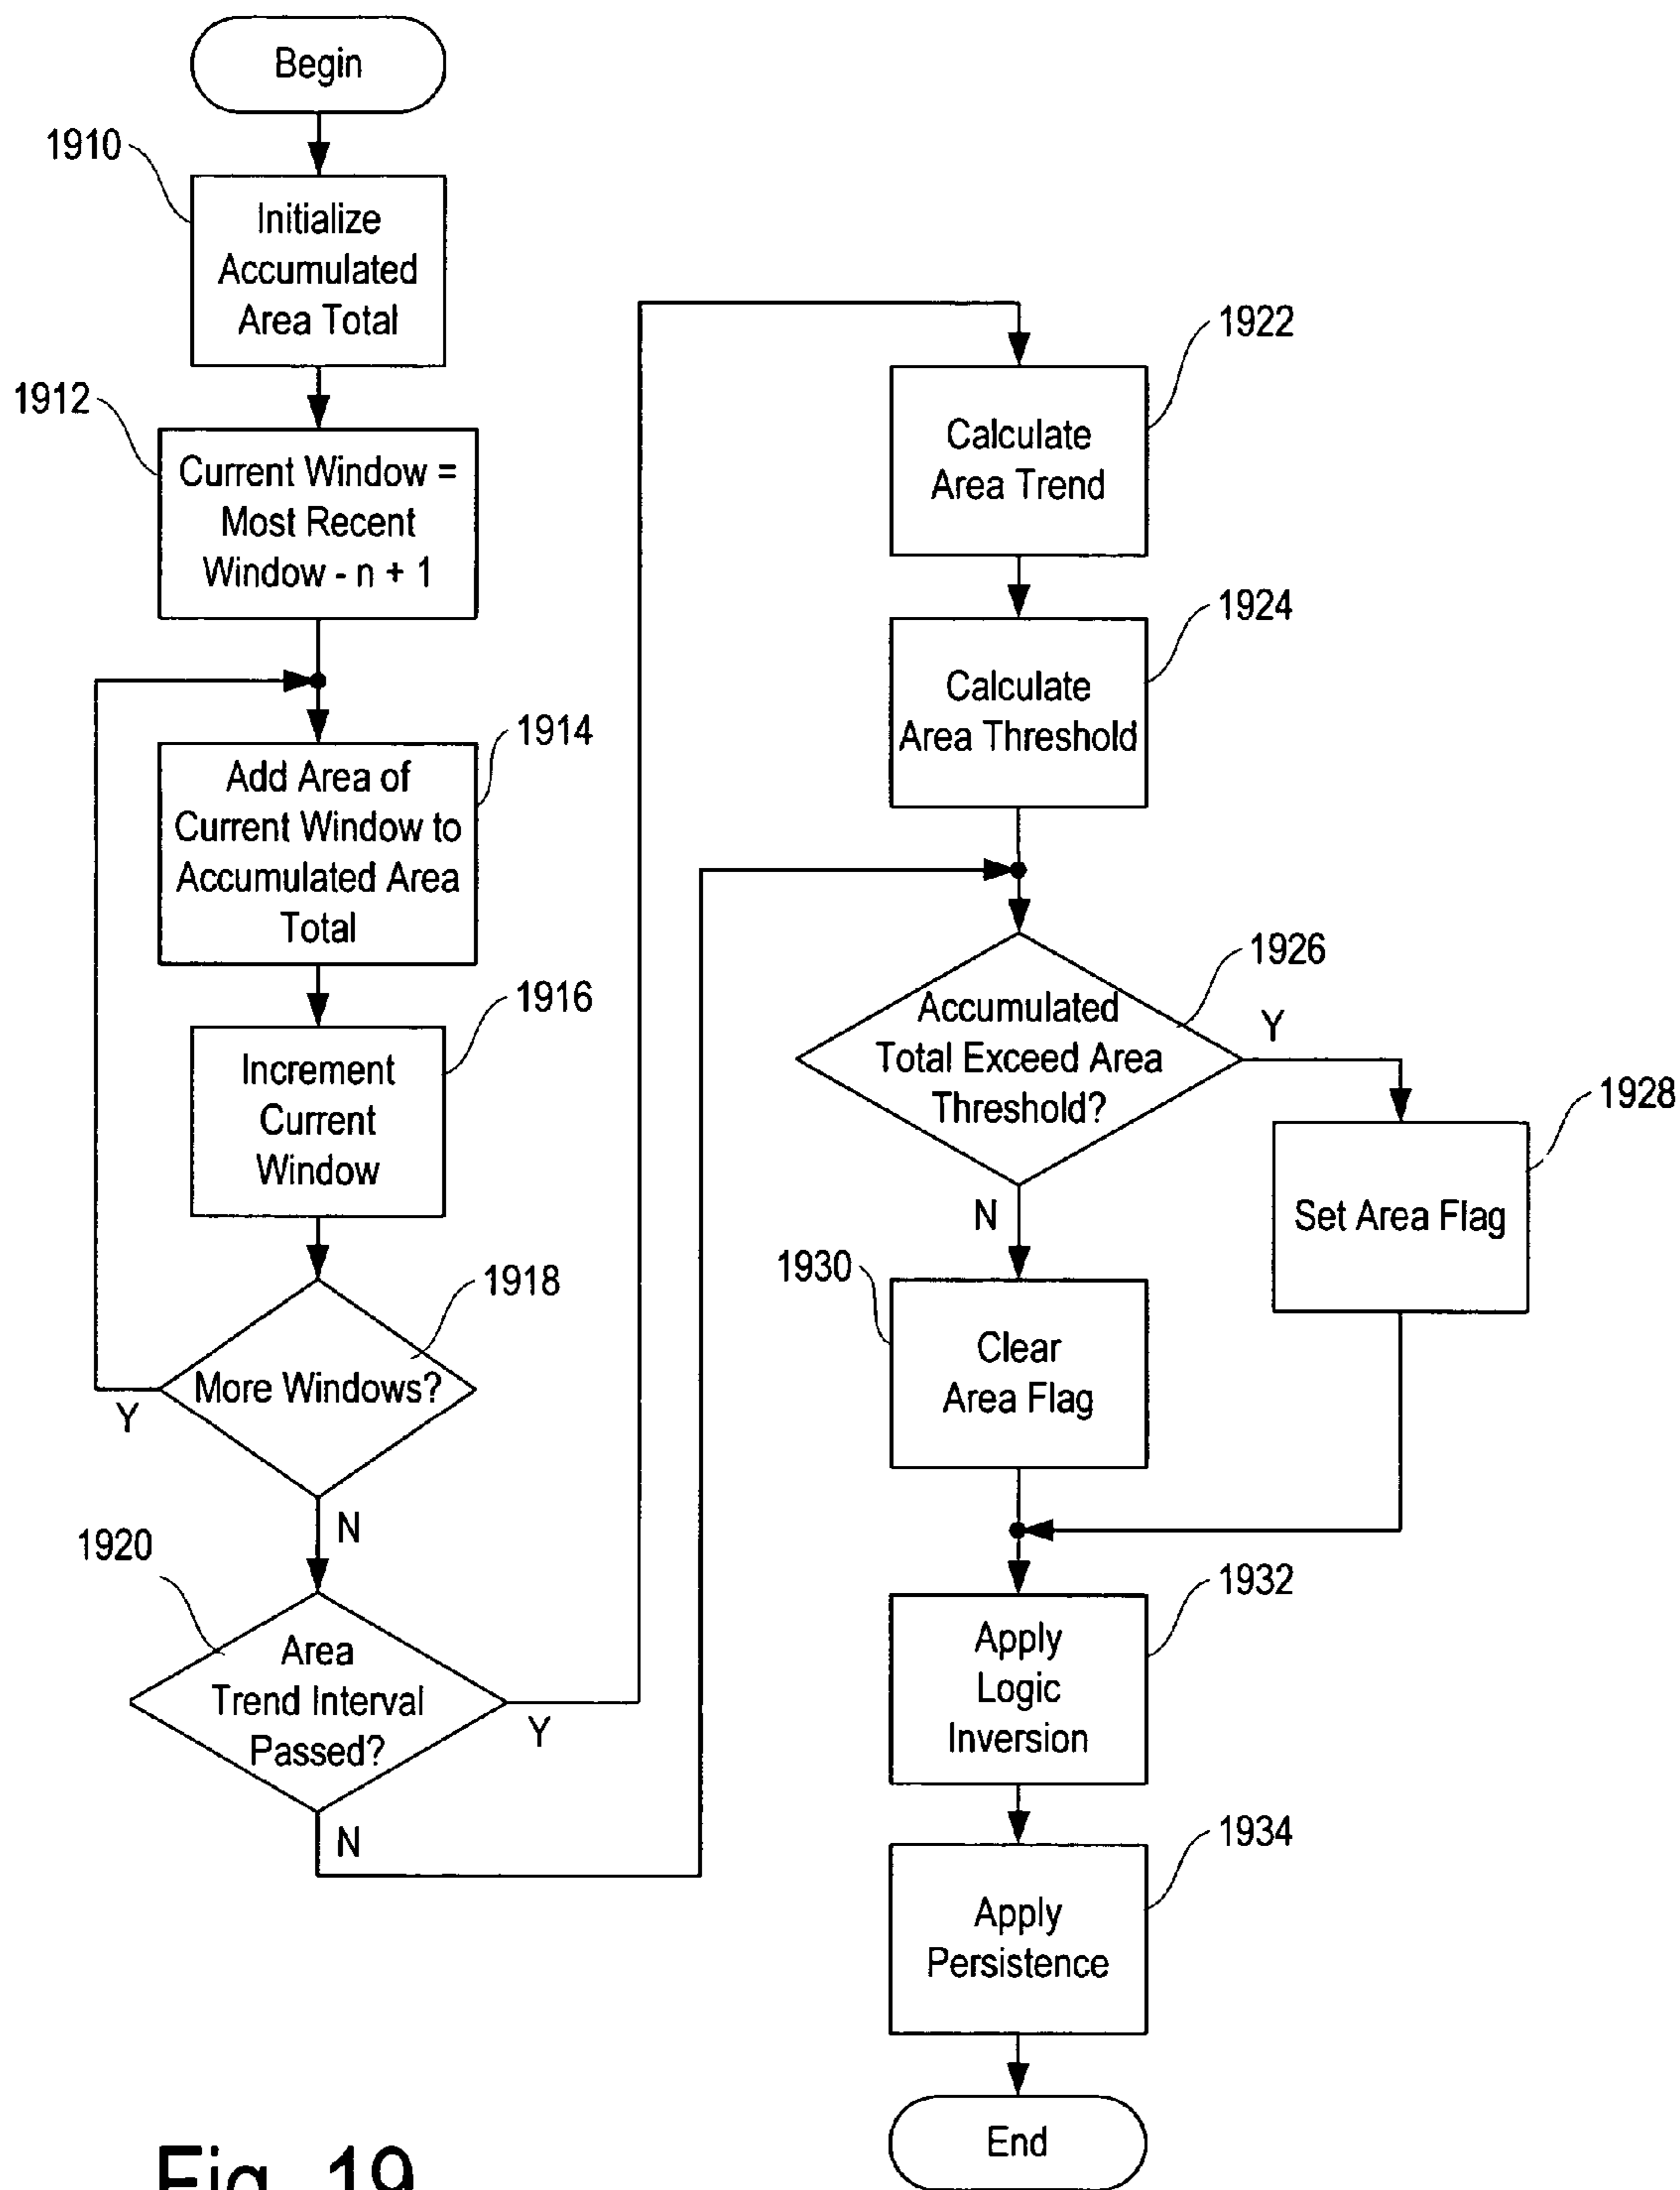 Begin
1910
Initialize
Accumulated
Area Total
1912
Current Window =
Most Recent
Window - n + 1
1914
Add Area of
Current Window to
Accumulated Area
Total
1916
Increment
Current
Window
1918
More Windows?
Y
N
1920
Area
Trend Interval
Passed?
Y
N
1922
Calculate
Area Trend
1924
Calculate
Area Threshold
1926
Accumulated
Total Exceed Area
Threshold?
Y
N
1928
Set Area Flag
1930
Clear
Area Flag
1932
Apply
Logic
Inversion
1934
Apply
Persistence
End
Fig. 19